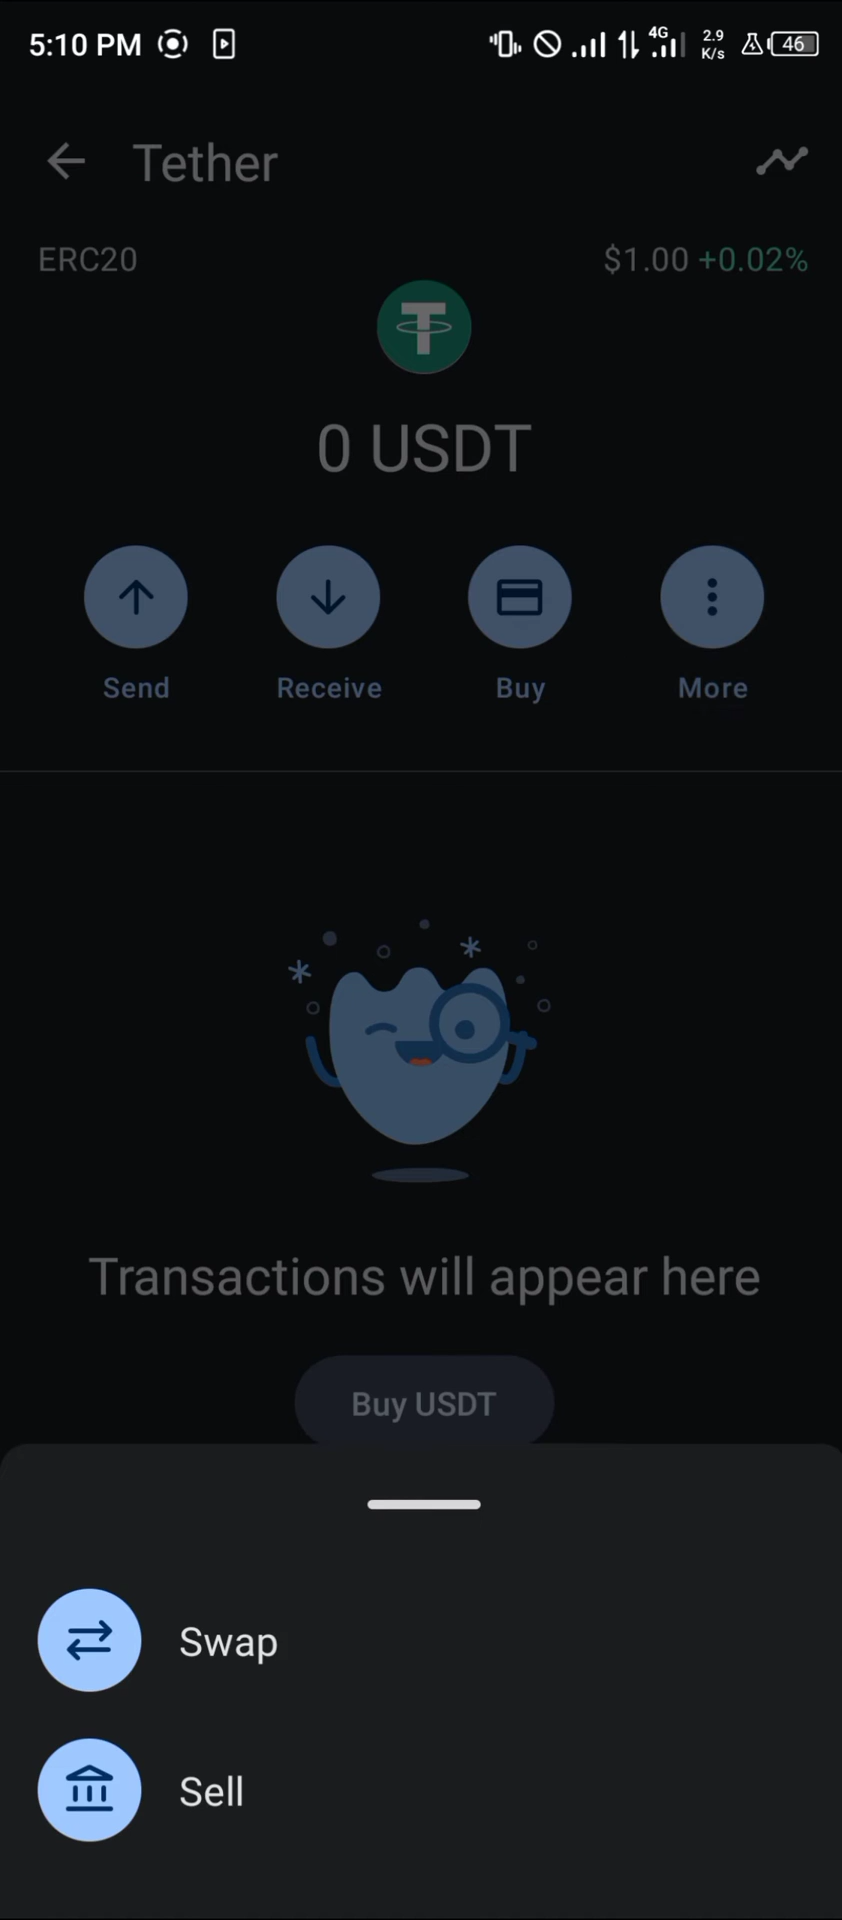 5:10 PM 4G 2.9 K/s 46
Tether
ERC20 $1.00 +0.02%
0 USDT
Send Receive Buy More
Transactions will appear here
Buy USDT
Swap
Sell